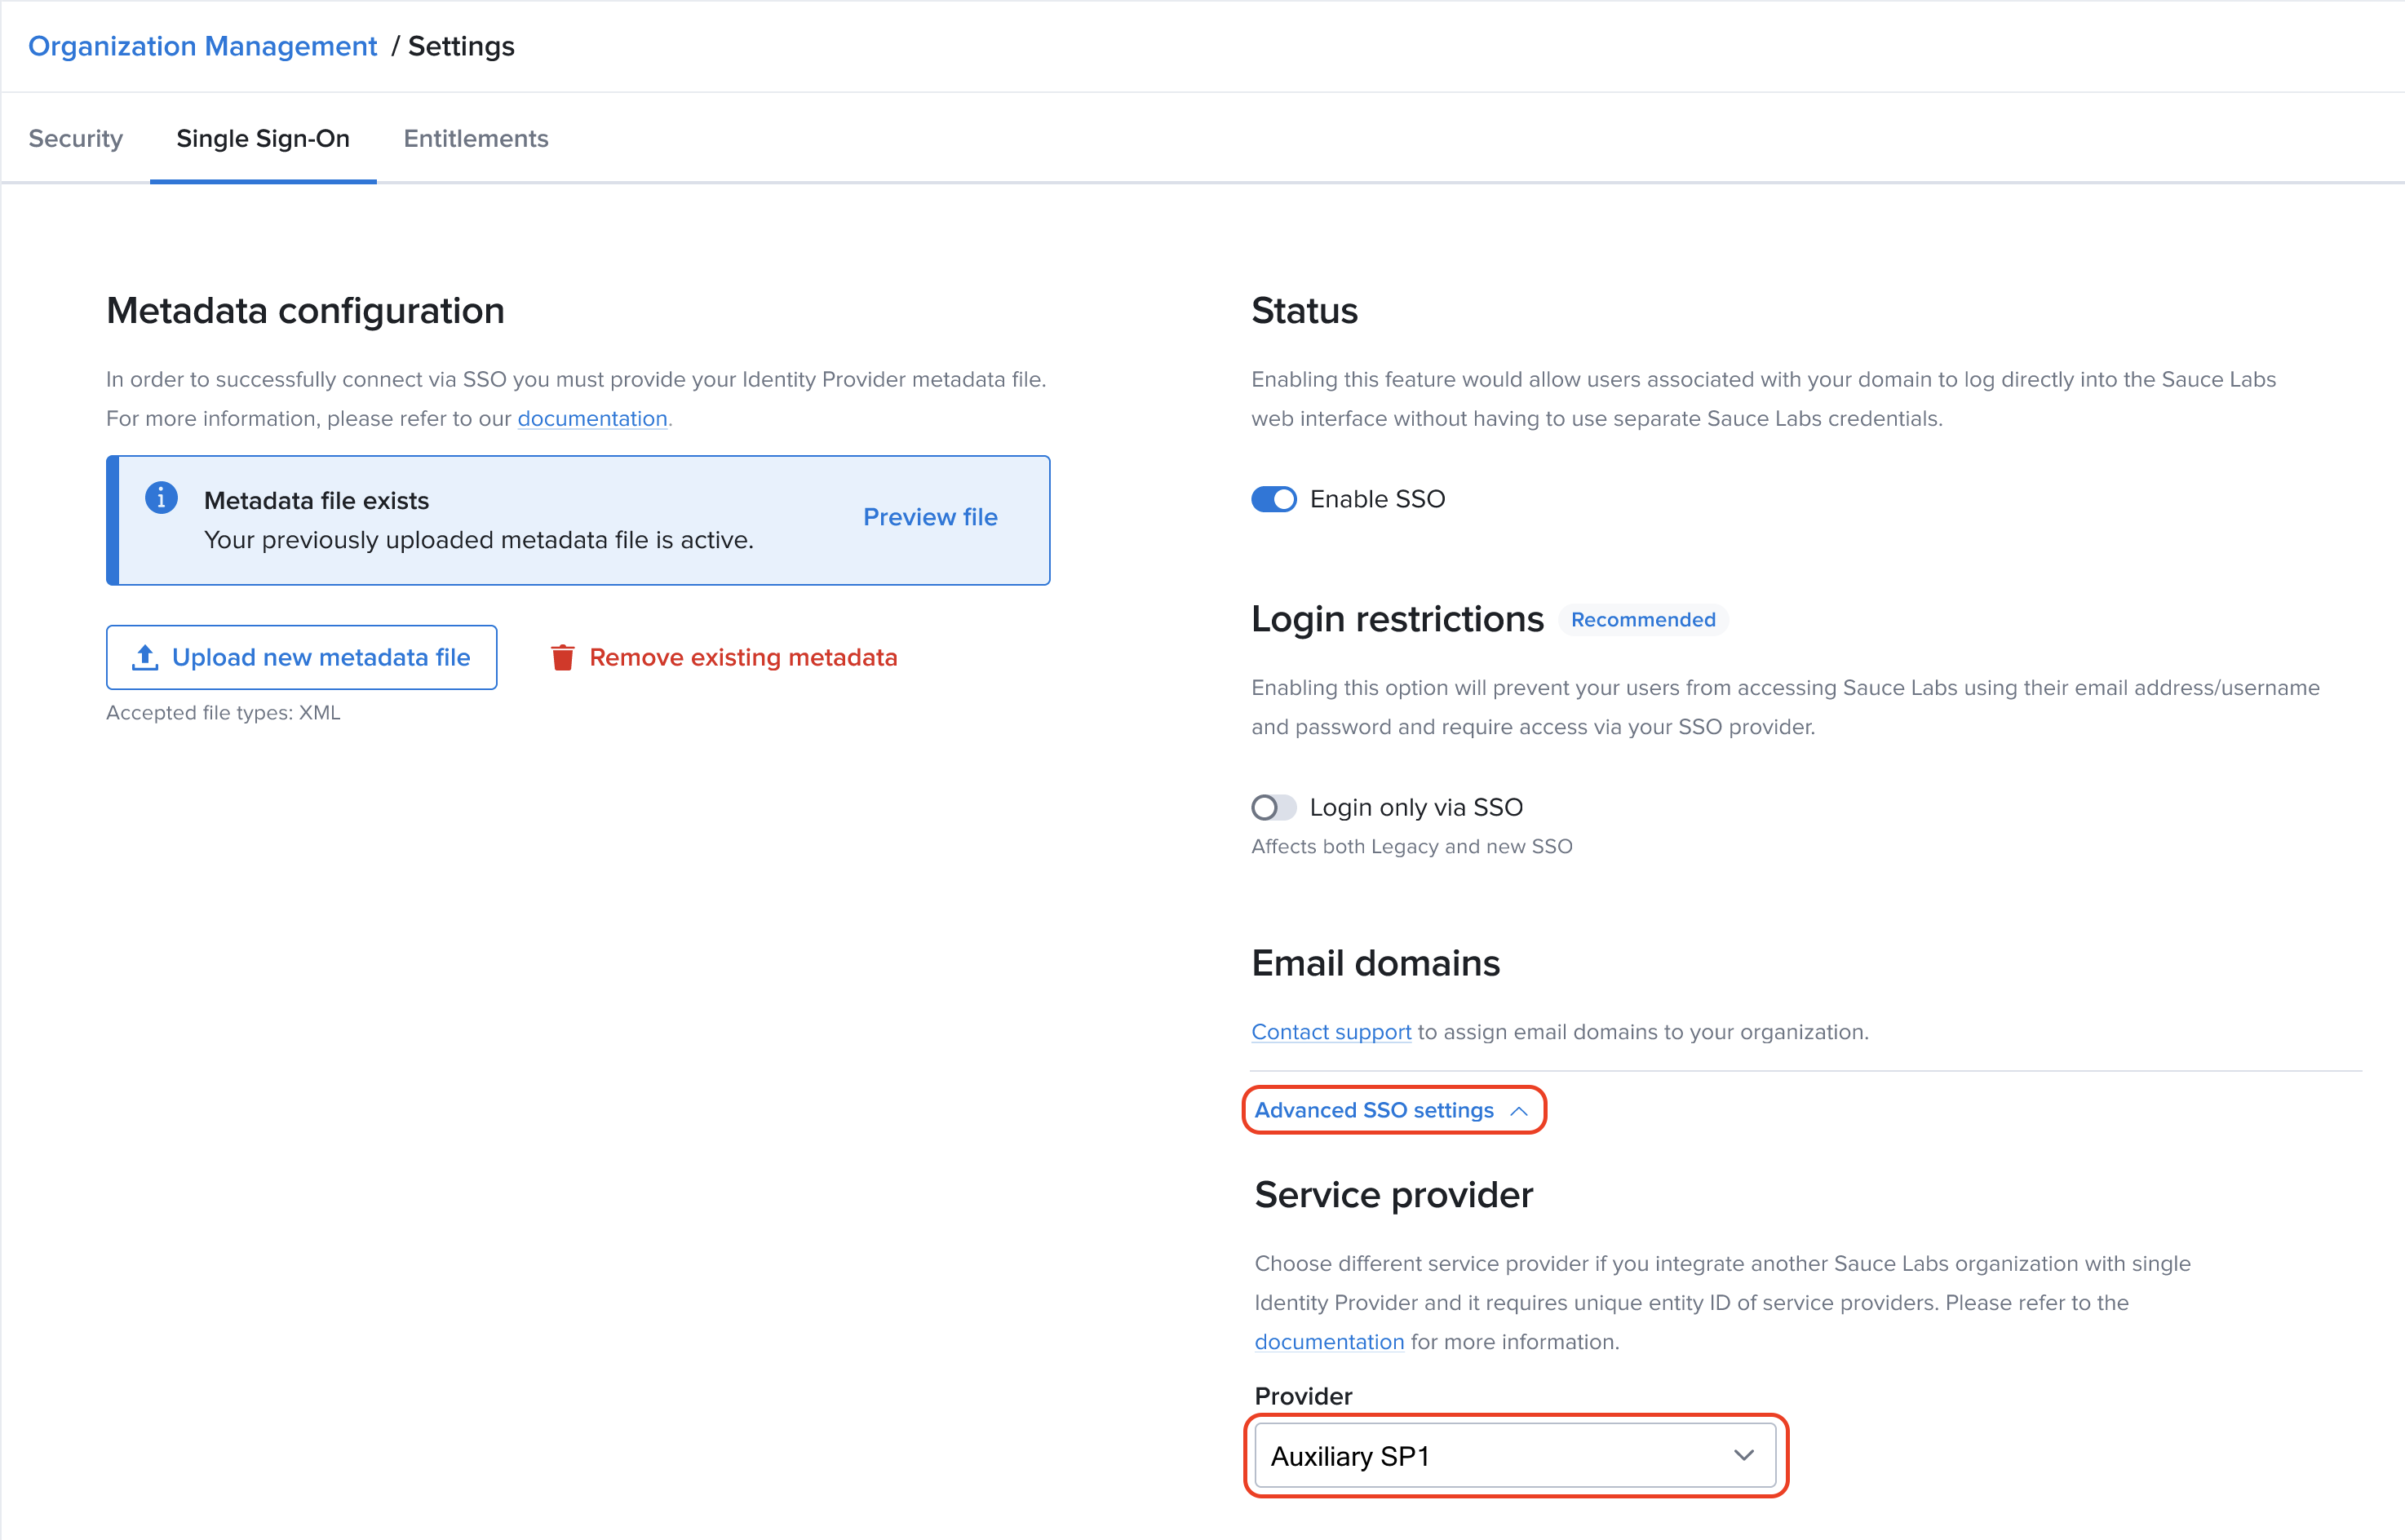 Organization Management / Settings
Security Single Sign-On Entitlements
Metadata configuration
In order to successfully connect via SSO you must provide your Identity Provider metadata file.
For more information, please refer to our documentation.
Metadata file exists
Your previously uploaded metadata file is active.
Preview file
Upload new metadata file
Remove existing metadata
Accepted file types: XML
Status
Enabling this feature would allow users associated with your domain to log directly into the Sauce Labs
web interface without having to use separate Sauce Labs credentials.
Enable SSO
Login restrictions Recommended
Enabling this option will prevent your users from accessing Sauce Labs using their email address/username
and password and require access via your SSO provider.
Login only via SSO
Affects both Legacy and new SSO
Email domains
Contact support to assign email domains to your organization.
Advanced SSO settings
Service provider
Choose different service provider if you integrate another Sauce Labs organization with single
Identity Provider and it requires unique entity ID of service providers. Please refer to the
documentation for more information.
Provider
Auxiliary SP1